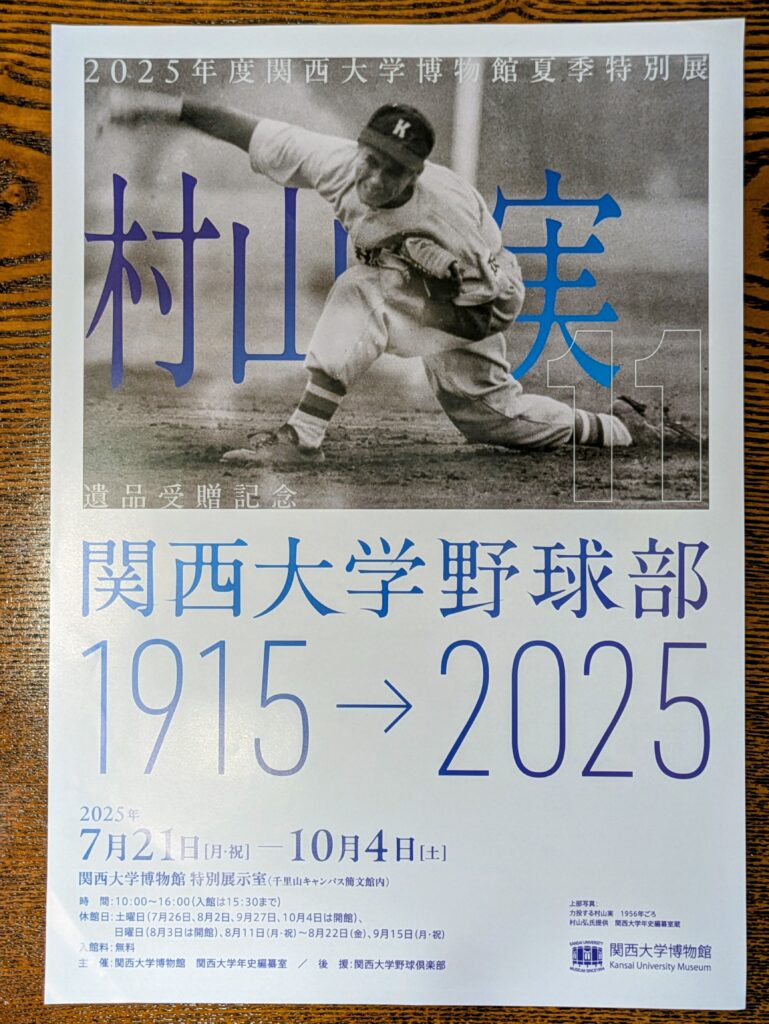 2025年度関西大学博物館夏季特別展
村山 実
11
遺品受贈記念
関西大学野球部
1915→2025
2025年
7月21日[月・祝]―10月4日[土]
関西大学博物館 特別展示室(千里山キャンパス簡文館内)
時　間:10:00〜16:00(入館は15:30まで)
休館日:土曜日(7月26日、8月2日、9月27日、10月4日は開館)、
日曜日(8月3日は開館)、8月11日(月・祝)〜8月22日(金)、9月15日(月・祝)
入館料:無料
主　催:関西大学博物館　関西大学年史編纂室　／　後　援:関西大学野球倶楽部
上部写真:
力投する村山実　1956年ごろ
村山弘氏提供　関西大学年史編纂室蔵
KANSAI UNIVERSITY
MUSEUM SINCE1994
関西大学博物館
Kansai University Museum
K